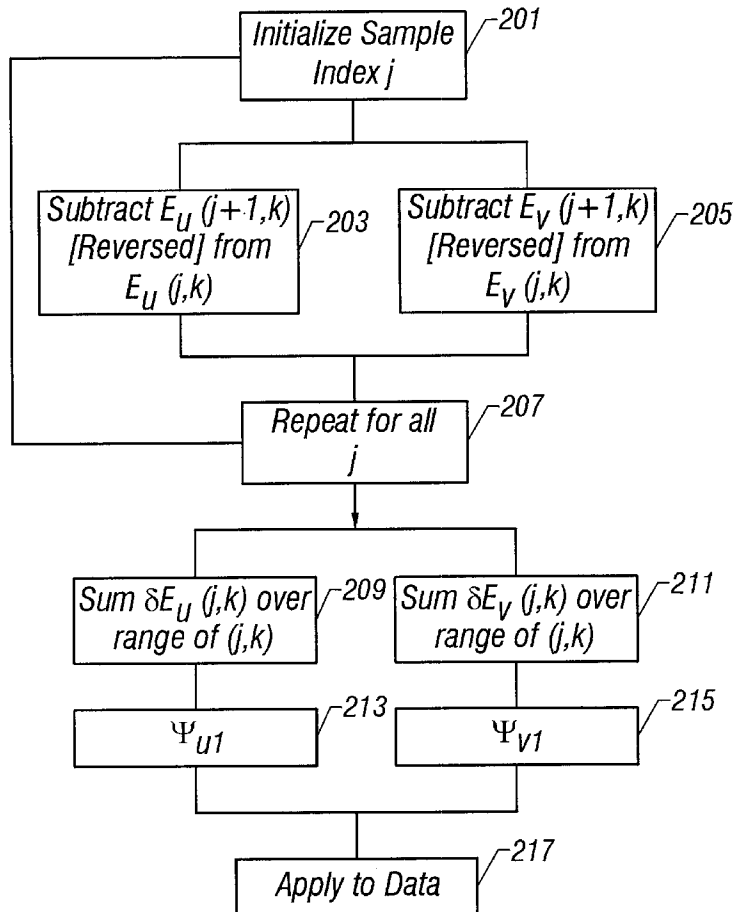 Initialize Sample
Index j
201
Subtract E_u (j+1,k)
[Reversed] from
E_u (j,k)
203
Subtract E_v (j+1,k)
[Reversed] from
E_v (j,k)
205
Repeat for all
j
207
Sum δE_u (j,k) over
range of (j,k)
209
Sum δE_v (j,k) over
range of (j,k)
211
Ψ_u1
213
Ψ_v1
215
Apply to Data
217